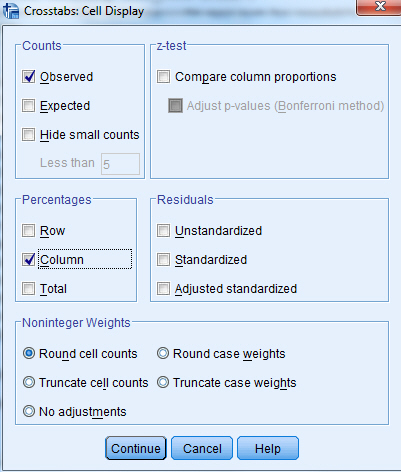 Crosstabs: Cell Display
Counts
Observed
Expected
Hide small counts
Less than 5
z-test
Compare column proportions
Adjust p-values (Bonferroni method)
Percentages
Row
Column
Total
Residuals
Unstandardized
Standardized
Adjusted standardized
Noninteger Weights
Round cell counts Round case weights
Truncate cell counts Truncate case weights
No adjustments
Continue Cancel Help